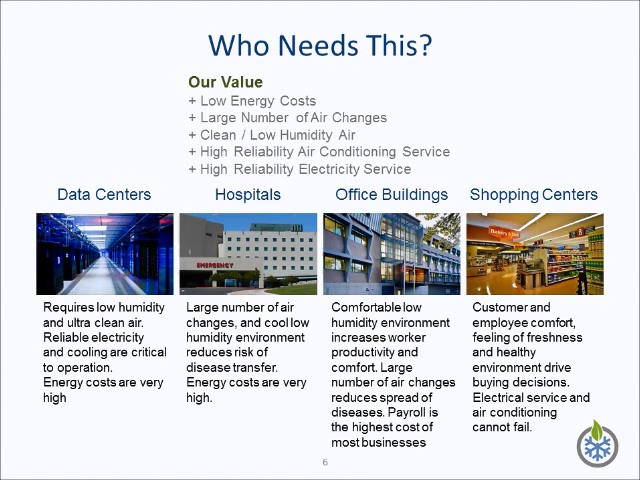 Who Needs This?
Our Value
+ Low Energy Costs
+ Large Number of Air Changes
+ Clean / Low Humidity Air
+ High Reliability Air Conditioning Service
+ High Reliability Electricity Service
Data Centers
Requires low humidity
and ultra clean air.
Reliable electricity
and cooling are critical
to operation.
Energy costs are very
high
Hospitals
EMERGENCY
Large number of air
changes, and cool low
humidity environment
reduces risk of
disease transfer.
Energy costs are very
high.
Office Buildings
Comfortable low
humidity environment
increases worker
productivity and
comfort. Large
number of air changes
reduces spread of
diseases. Payroll is
the highest cost of
most businesses
Shopping Centers
Customer and
employee comfort,
feeling of freshness
and healthy
environment drive
buying decisions.
Electrical service and
air conditioning
cannot fail.
6